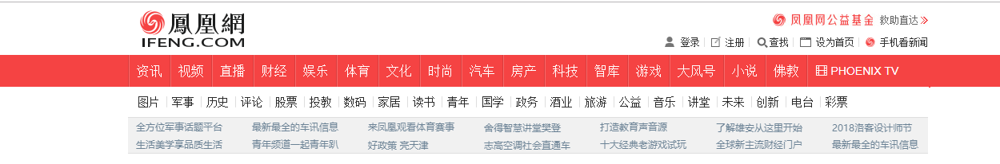 鳳凰網 凤凰网公益基金 救助直达
IFENG.COM 登录 注册 查找 设为首页 手机看新闻
资讯 视频 直播 财经 娱乐 体育 文化 时尚 汽车 房产 科技 智库 游戏 大风号 小说 佛教 PHOENIX TV
图片 军事 历史 评论 股票 投教 数码 家居 读书 青年 国学 政务 酒业 旅游 公益 音乐 讲堂 未来 创新 电台 彩票
全方位军事话题平台 最新最全的车讯信息 来凤凰观看体育赛事 舍得智慧讲堂樊登 打造教育声音源 了解雄安从这里开始 2018洛客设计师节
生活美学享品质生活 青年频道一起青年趴 好政策 亮天津 志高空调社会直通车 十大经典老游戏试玩 全球新主流财经门户 最新最全的车讯信息